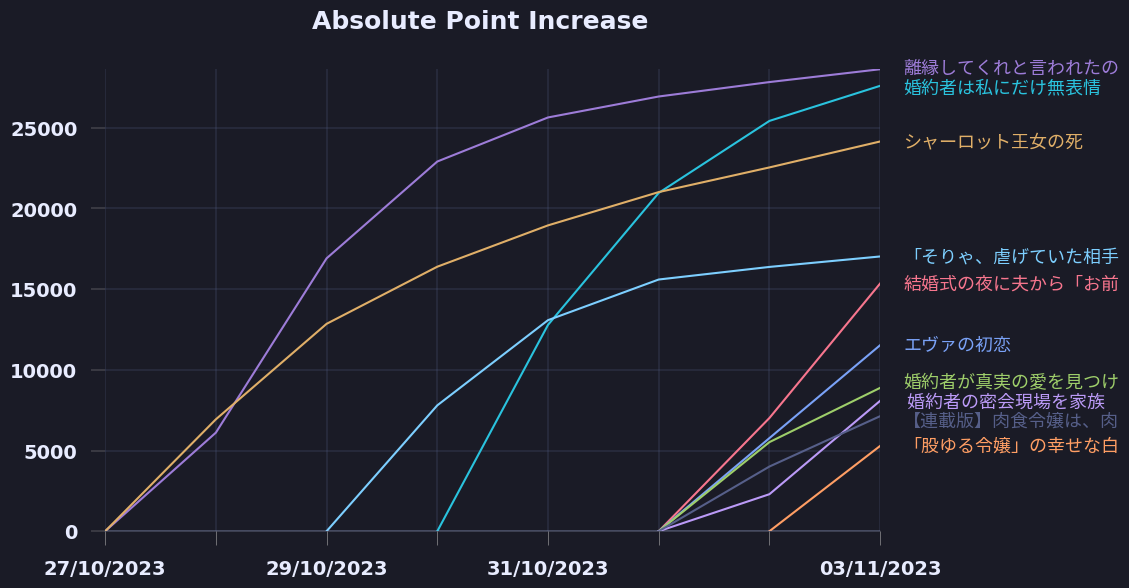 Absolute Point Increase
離縁してくれと言われたの
婚約者は私にだけ無表情
25000
シャーロット王女の死
20000
「そりゃ、虐げていた相手
15000
結婚式の夜に夫から「お前
エヴァの初恋
10000
婚約者が真実の愛を見つけ
婚約者の密会現場を家族
【連載版】肉食令嬢は、肉
5000
「股ゆる令嬢」の幸せな白
0
27/10/2023
29/10/2023
31/10/2023
03/11/2023